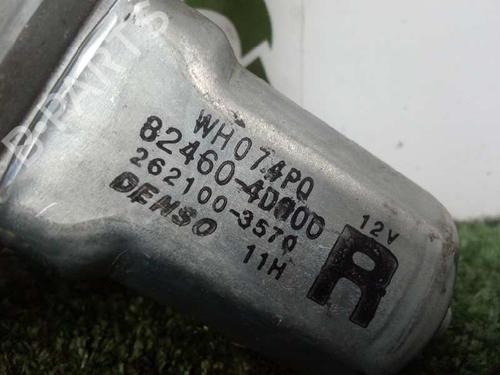 WH074PQ
82460-4D000
262100-3570
DENSO
11H
12V
R
B-PARTS